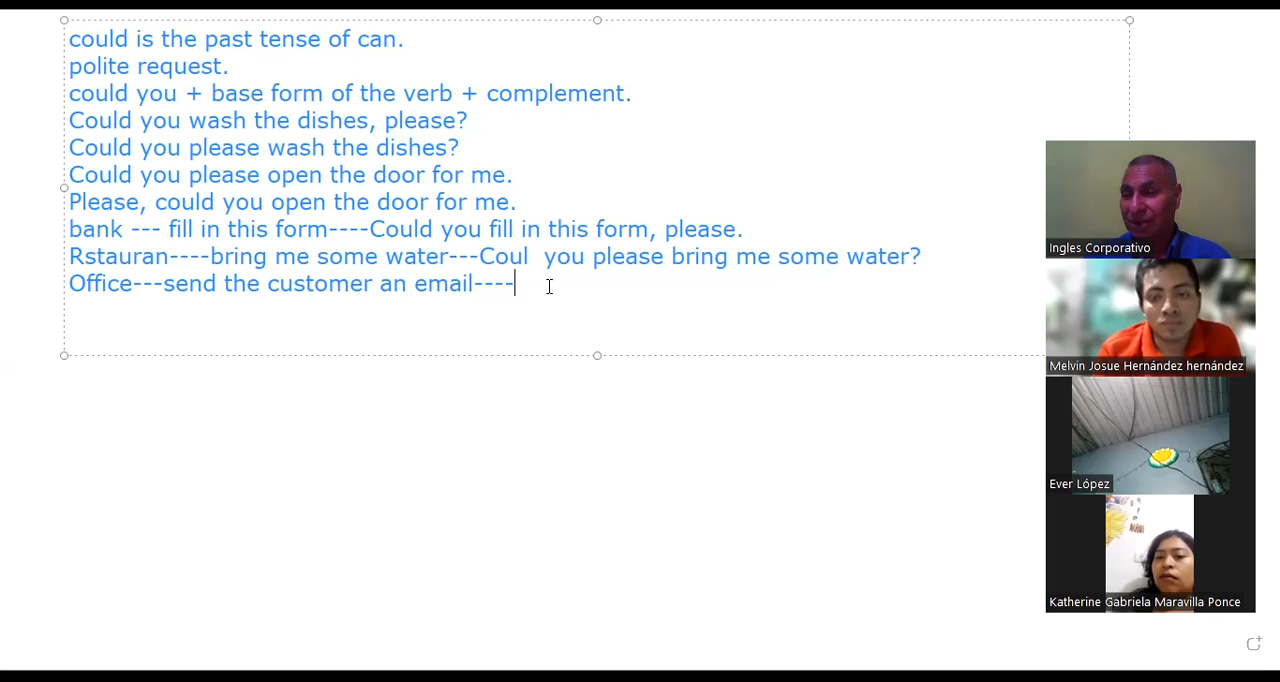 could is the past tense of can.
polite request.
could you + base form of the verb + complement.
Could you wash the dishes, please?
Could you please wash the dishes?
Could you please open the door for me.
Please, could you open the door for me.
bank --- fill in this form----Could you fill in this form, please.
Rstauran----bring me some water---Coul  you please bring me some water?
Office---send the customer an email----
Ingles Corporativo
Melvin Josue Hernández hernández
Ever López
Katherine Gabriela Maravilla Ponce